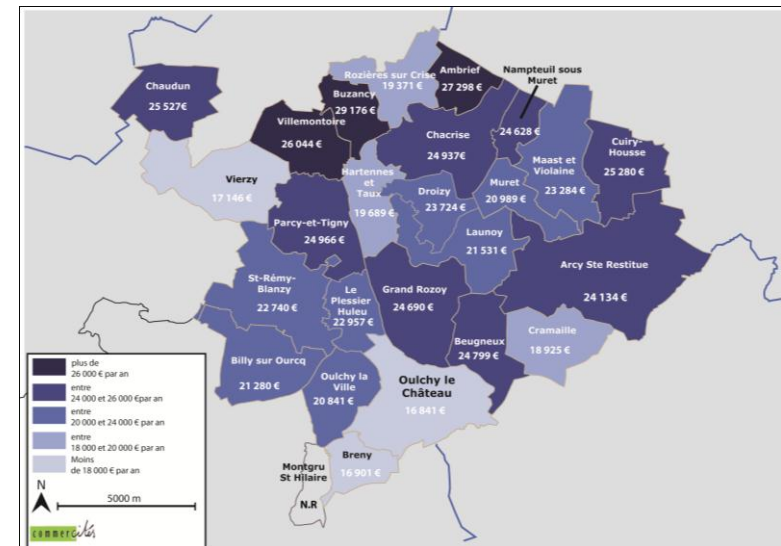 Chaudun
25 527€
Rozières sur Crise
19 371 €
Ambrief
27 298 €
Nampteuil sous
Muret
24 628 €
Buzancy
29 176 €
Villemontoire
26 044 €
Chacrise
24 937€
Maast et
Violaine
23 284 €
Cuiry-
Housse
25 280 €
Vierzy
17 146 €
Hartennes
et
Taux
19 689 €
Droizy
23 724 €
Muret
20 989 €
Parcy-et-Tigny
24 966 €
Launoy
21 531 €
Arcy Ste Restitue
24 134 €
St-Rémy-
Blanzy
22 740 €
Le
Plessier
Huleu
22 957€
Grand Rozoy
24 690 €
Beugneux
24 799 €
Cramaille
18 925 €
Billy sur Ourcq
21 280 €
Oulchy la
Ville
20 841 €
Oulchy le
Château
16 841 €
Breny
16 901 €
Montgru
St Hilaire
N.R
plus de
26 000 € par an
entre
24 000 et 26 000 €par an
entre
20 000 et 24 000 € par an
entre
18 000 et 20 000 € par an
Moins
de 18 000 € par an
N
5000 m
commercités